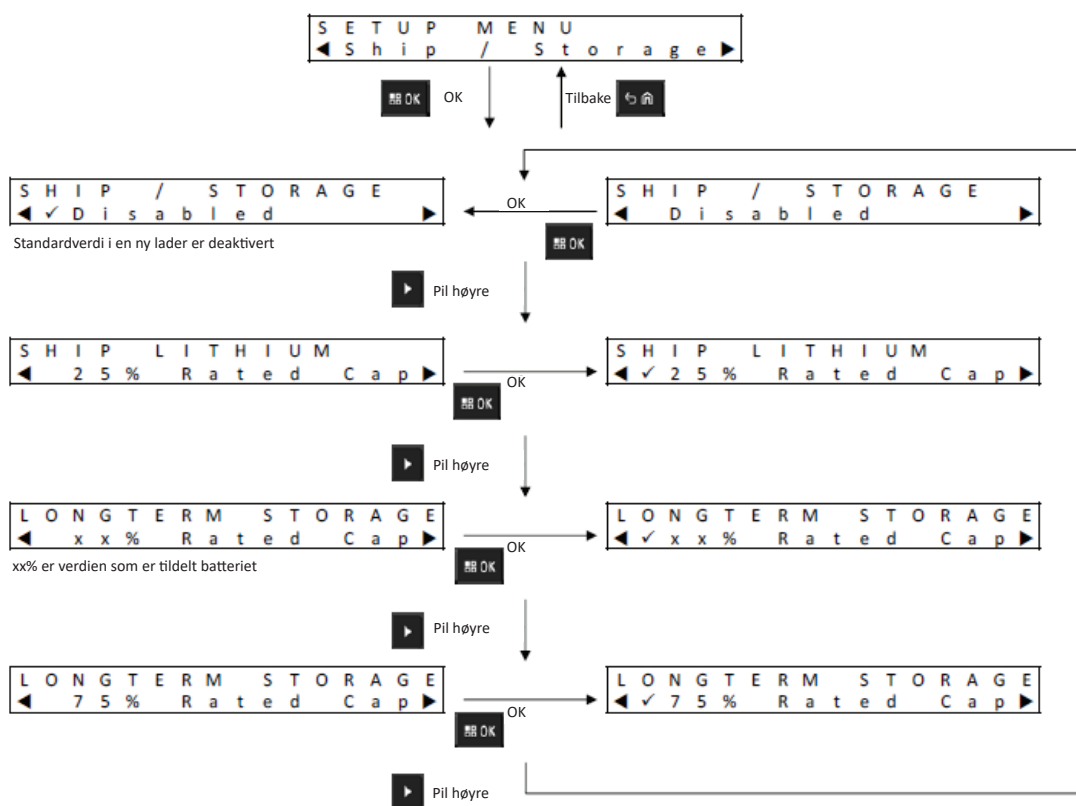 SETUP MENU
◀Ship / Storage▶
OK OK Tilbake
SHIP / STORAGE
◀✓Disabled ▶
OK
SHIP / STORAGE
◀ Disabled ▶
Standardverdi i en ny lader er deaktivert
OK
Pil høyre
SHIP LITHIUM
◀ 25% Rated Cap▶
OK
SHIP LITHIUM
◀✓25% Rated Cap▶
OK
Pil høyre
LONGTERM STORAGE
◀ xx% Rated Cap▶
OK
LONGTERM STORAGE
◀✓xx% Rated Cap▶
xx% er verdien som er tildelt batteriet
OK
Pil høyre
LONGTERM STORAGE
◀ 75% Rated Cap▶
OK
LONGTERM STORAGE
◀✓75% Rated Cap▶
OK
Pil høyre